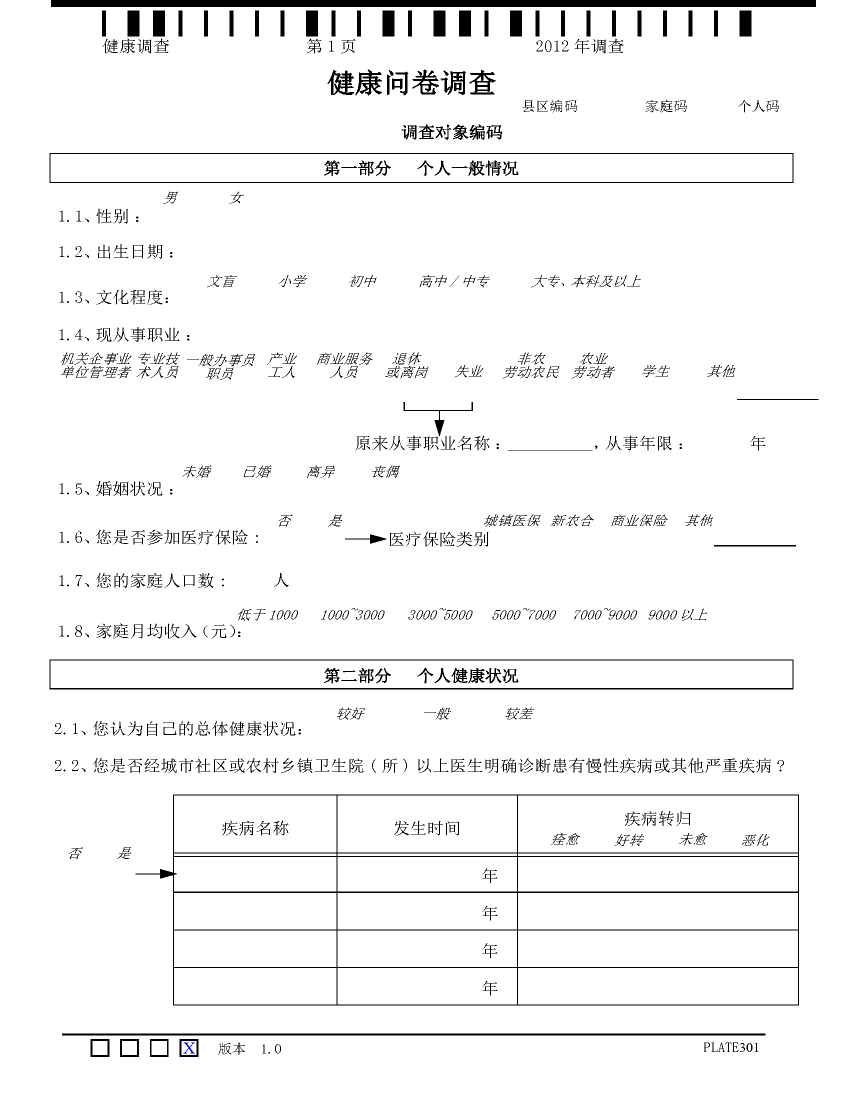 健康调查 第 1 页 2012 年调查
健康问卷调查
县区编码 家庭码 个人码
调查对象编码
第一部分 个人一般情况
男 女
1.1、性别：
1.2、出生日期：
文盲 小学 初中 高中/中专 大专、本科及以上
1.3、文化程度：
1.4、现从事职业：
机关企事业 专业技 一般办事员 产业 商业服务 退休 非农 农业
单位管理者 术人员 职员 工人 人员 或离岗 失业 劳动农民 劳动者 学生 其他
原来从事职业名称：__________，从事年限： 年
未婚 已婚 离异 丧偶
1.5、婚姻状况：
否 是 城镇医保 新农合 商业保险 其他
1.6、您是否参加医疗保险： 医疗保险类别
1.7、您的家庭人口数： 人
低于1000 1000~3000 3000~5000 5000~7000 7000~9000 9000以上
1.8、家庭月均收入（元）：
第二部分 个人健康状况
较好 一般 较差
2.1、您认为自己的总体健康状况：
2.2、您是否经城市社区或农村乡镇卫生院（所）以上医生明确诊断患有慢性疾病或其他严重疾病？
疾病名称 发生时间 疾病转归
痊愈 好转 未愈 恶化
否 是
年
年
年
年
X 版本 1.0 PLATE301